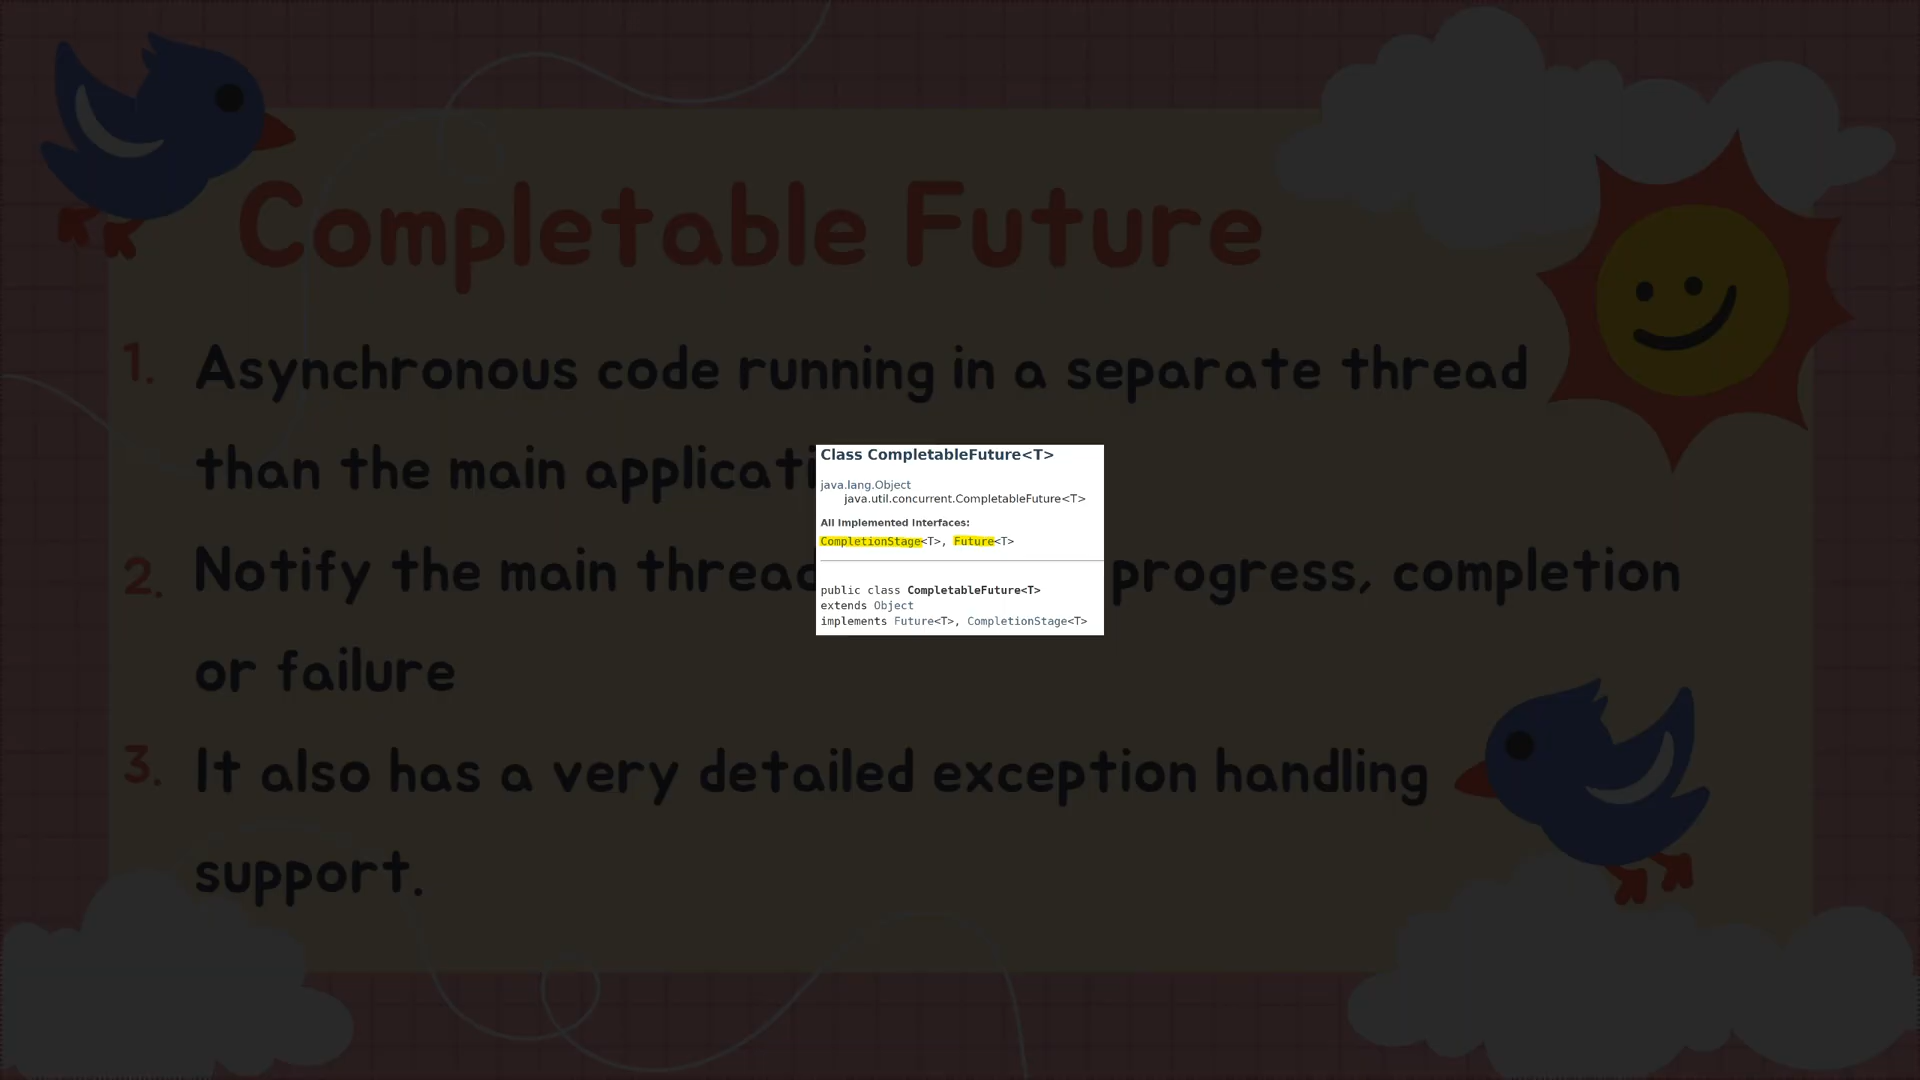 Completable Future
1. Asynchronous code running in a separate thread
than the main applicati
2. Notify the main thread progress, completion
or failure
3. It also has a very detailed exception handling
support.
Class CompletableFuture<T>
java.lang.Object
java.util.concurrent.CompletableFuture<T>
All Implemented Interfaces:
CompletionStage<T>, Future<T>
public class CompletableFuture<T>
extends Object
implements Future<T>, CompletionStage<T>